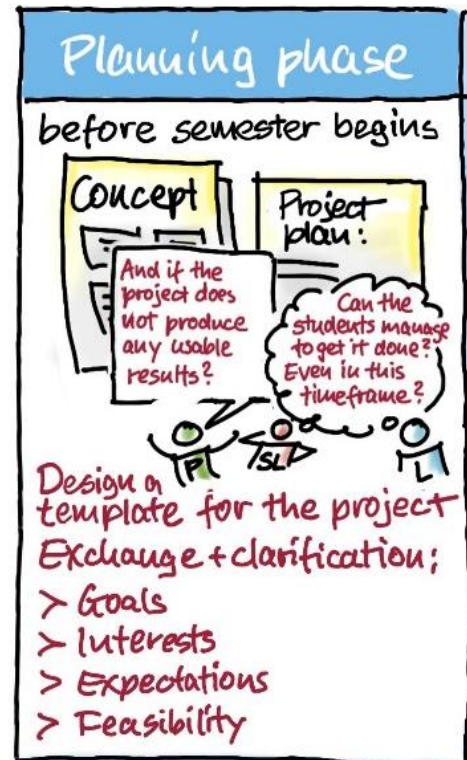 Planning phase
before semester begins
Concept
Project
plan:
And if the
project does
not produce
any usable
results?
Can the
students manage
to get it done?
Even in this
timeframe?
P
SL
L
Design a
template for the project
Exchange + clarification:
> Goals
> Interests
> Expectations
> Feasibility